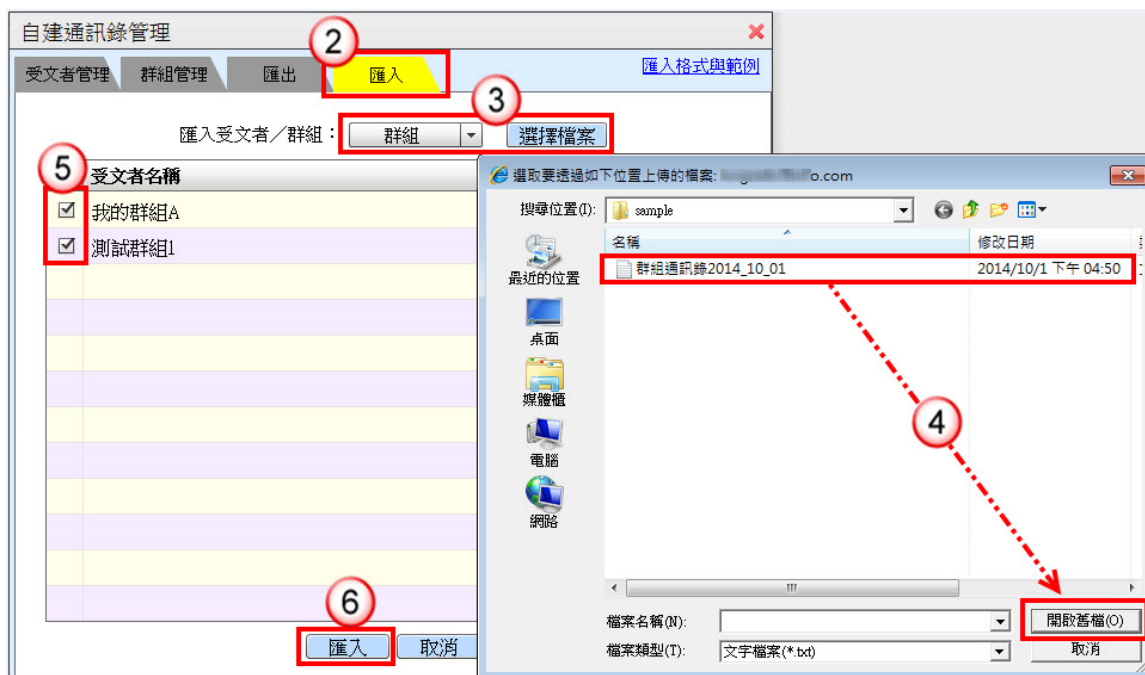 自建通訊錄管理
②
受文者管理 群組管理 匯出 匯入 匯入格式與範例
③
匯入受文者／群組： 群組 選擇檔案
⑤
受文者名稱
我的群組A
測試群組1
⑥
匯入 取消
選取要透過如下位置上傳的檔案: o.com
搜尋位置(I): sample
名稱 修改日期
群組通訊錄2014_10_01 2014/10/1 下午 04:50
最近的位置
桌面
媒體櫃
電腦
網路
④
檔案名稱(N): 開啟舊檔(O)
檔案類型(T): 文字檔案(*.txt) 取消